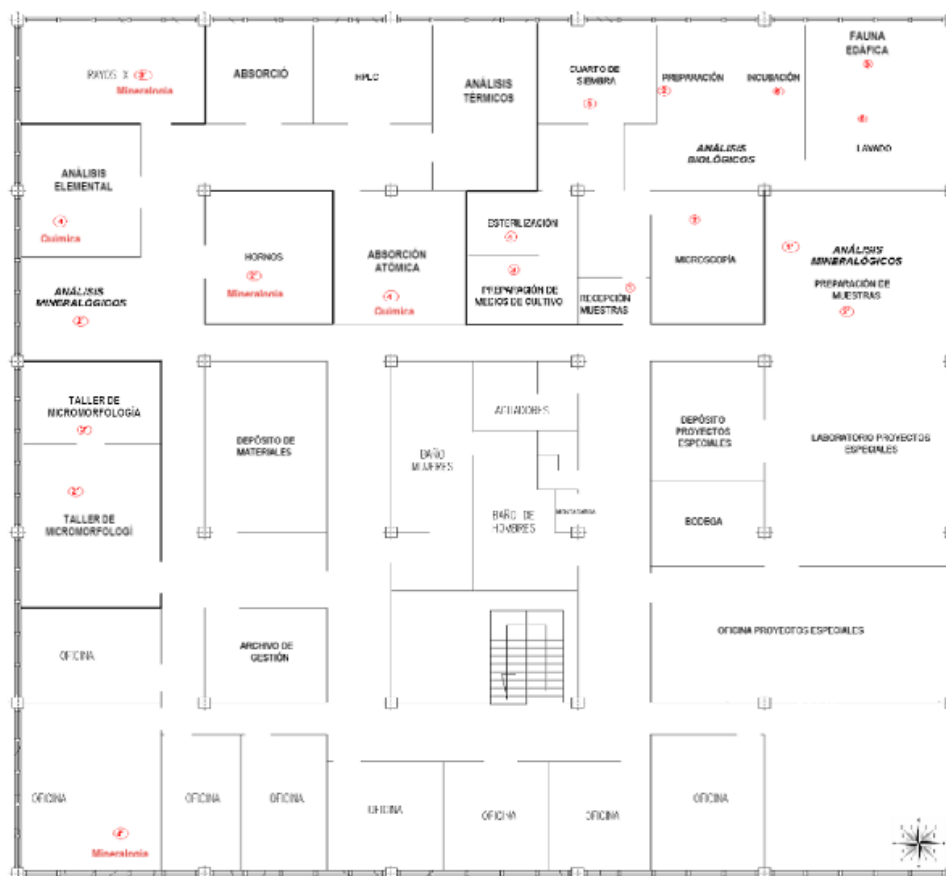 RAYOS X
Mineralogia
ABSORCIÓ
HPLC
ANÁLISIS
TÉRMICOS
CUARTO DE
SIEMBRA
PREPARACIÓN
INCUBACIÓN
FAUNA
EDÁFICA
LAVADO
ANÁLISIS
BIOLÓGICOS
ANÁLISIS
ELEMENTAL
Química
HORNOS
Mineralogia
ABSORCIÓN
ATÓMICA
Química
ESTERILIZACIÓN
PREPARACIÓN DE
MEDIOS DE CULTIVO
RECEPCIÓN
MUESTRAS
MICROSCOPÍA
ANÁLISIS
MINERALÓGICOS
PREPARACIÓN DE
MUESTRAS
ANÁLISIS
MINERALÓGICOS
TALLER DE
MICROMORFOLOGÍA
TALLER DE
MICROMORFOLOGÍ
DEPÓSITO DE
MATERIALES
BAÑO
MUJERES
BAÑO DE
HOMBRES
DEPÓSITO
PROYECTOS
ESPECIALES
LABORATORIO PROYECTOS
ESPECIALES
BODEGA
OFICINA PROYECTOS ESPECIALES
OFICINA
ARCHIVO DE
GESTIÓN
OFICINA
Mineralogia
OFICINA
OFICINA
OFICINA
OFICINA
OFICINA
OFICINA